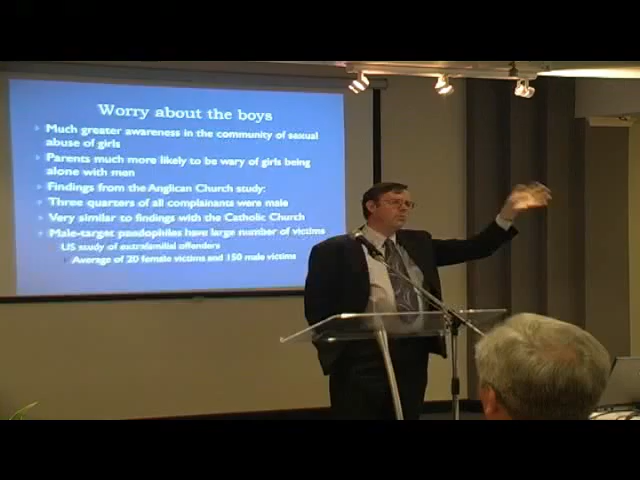 Worry about the boys
Much greater awareness in the community of sexual
abuse of girls
Parents much more likely to be wary of girls being
alone with men
Findings from the Anglican Church study:
Three quarters of all complainants were male
Very similar to findings with the Catholic Church
Male-target paedophiles have large number of victims
US study of extrafamilial offenders
Average of 20 female victims and 150 male victims